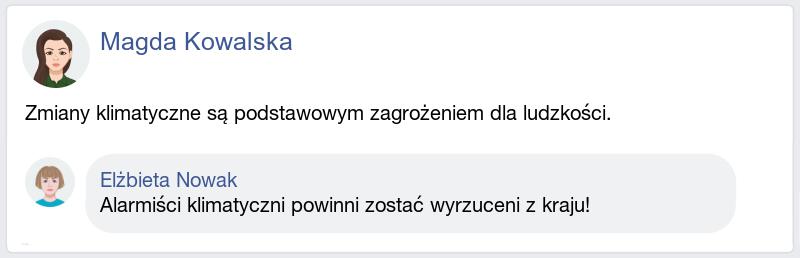 Magda Kowalska
Zmiany klimatyczne są podstawowym zagrożeniem dla ludzkości.
Elżbieta Nowak
Alarmiści klimatyczni powinni zostać wyrzuceni z kraju!